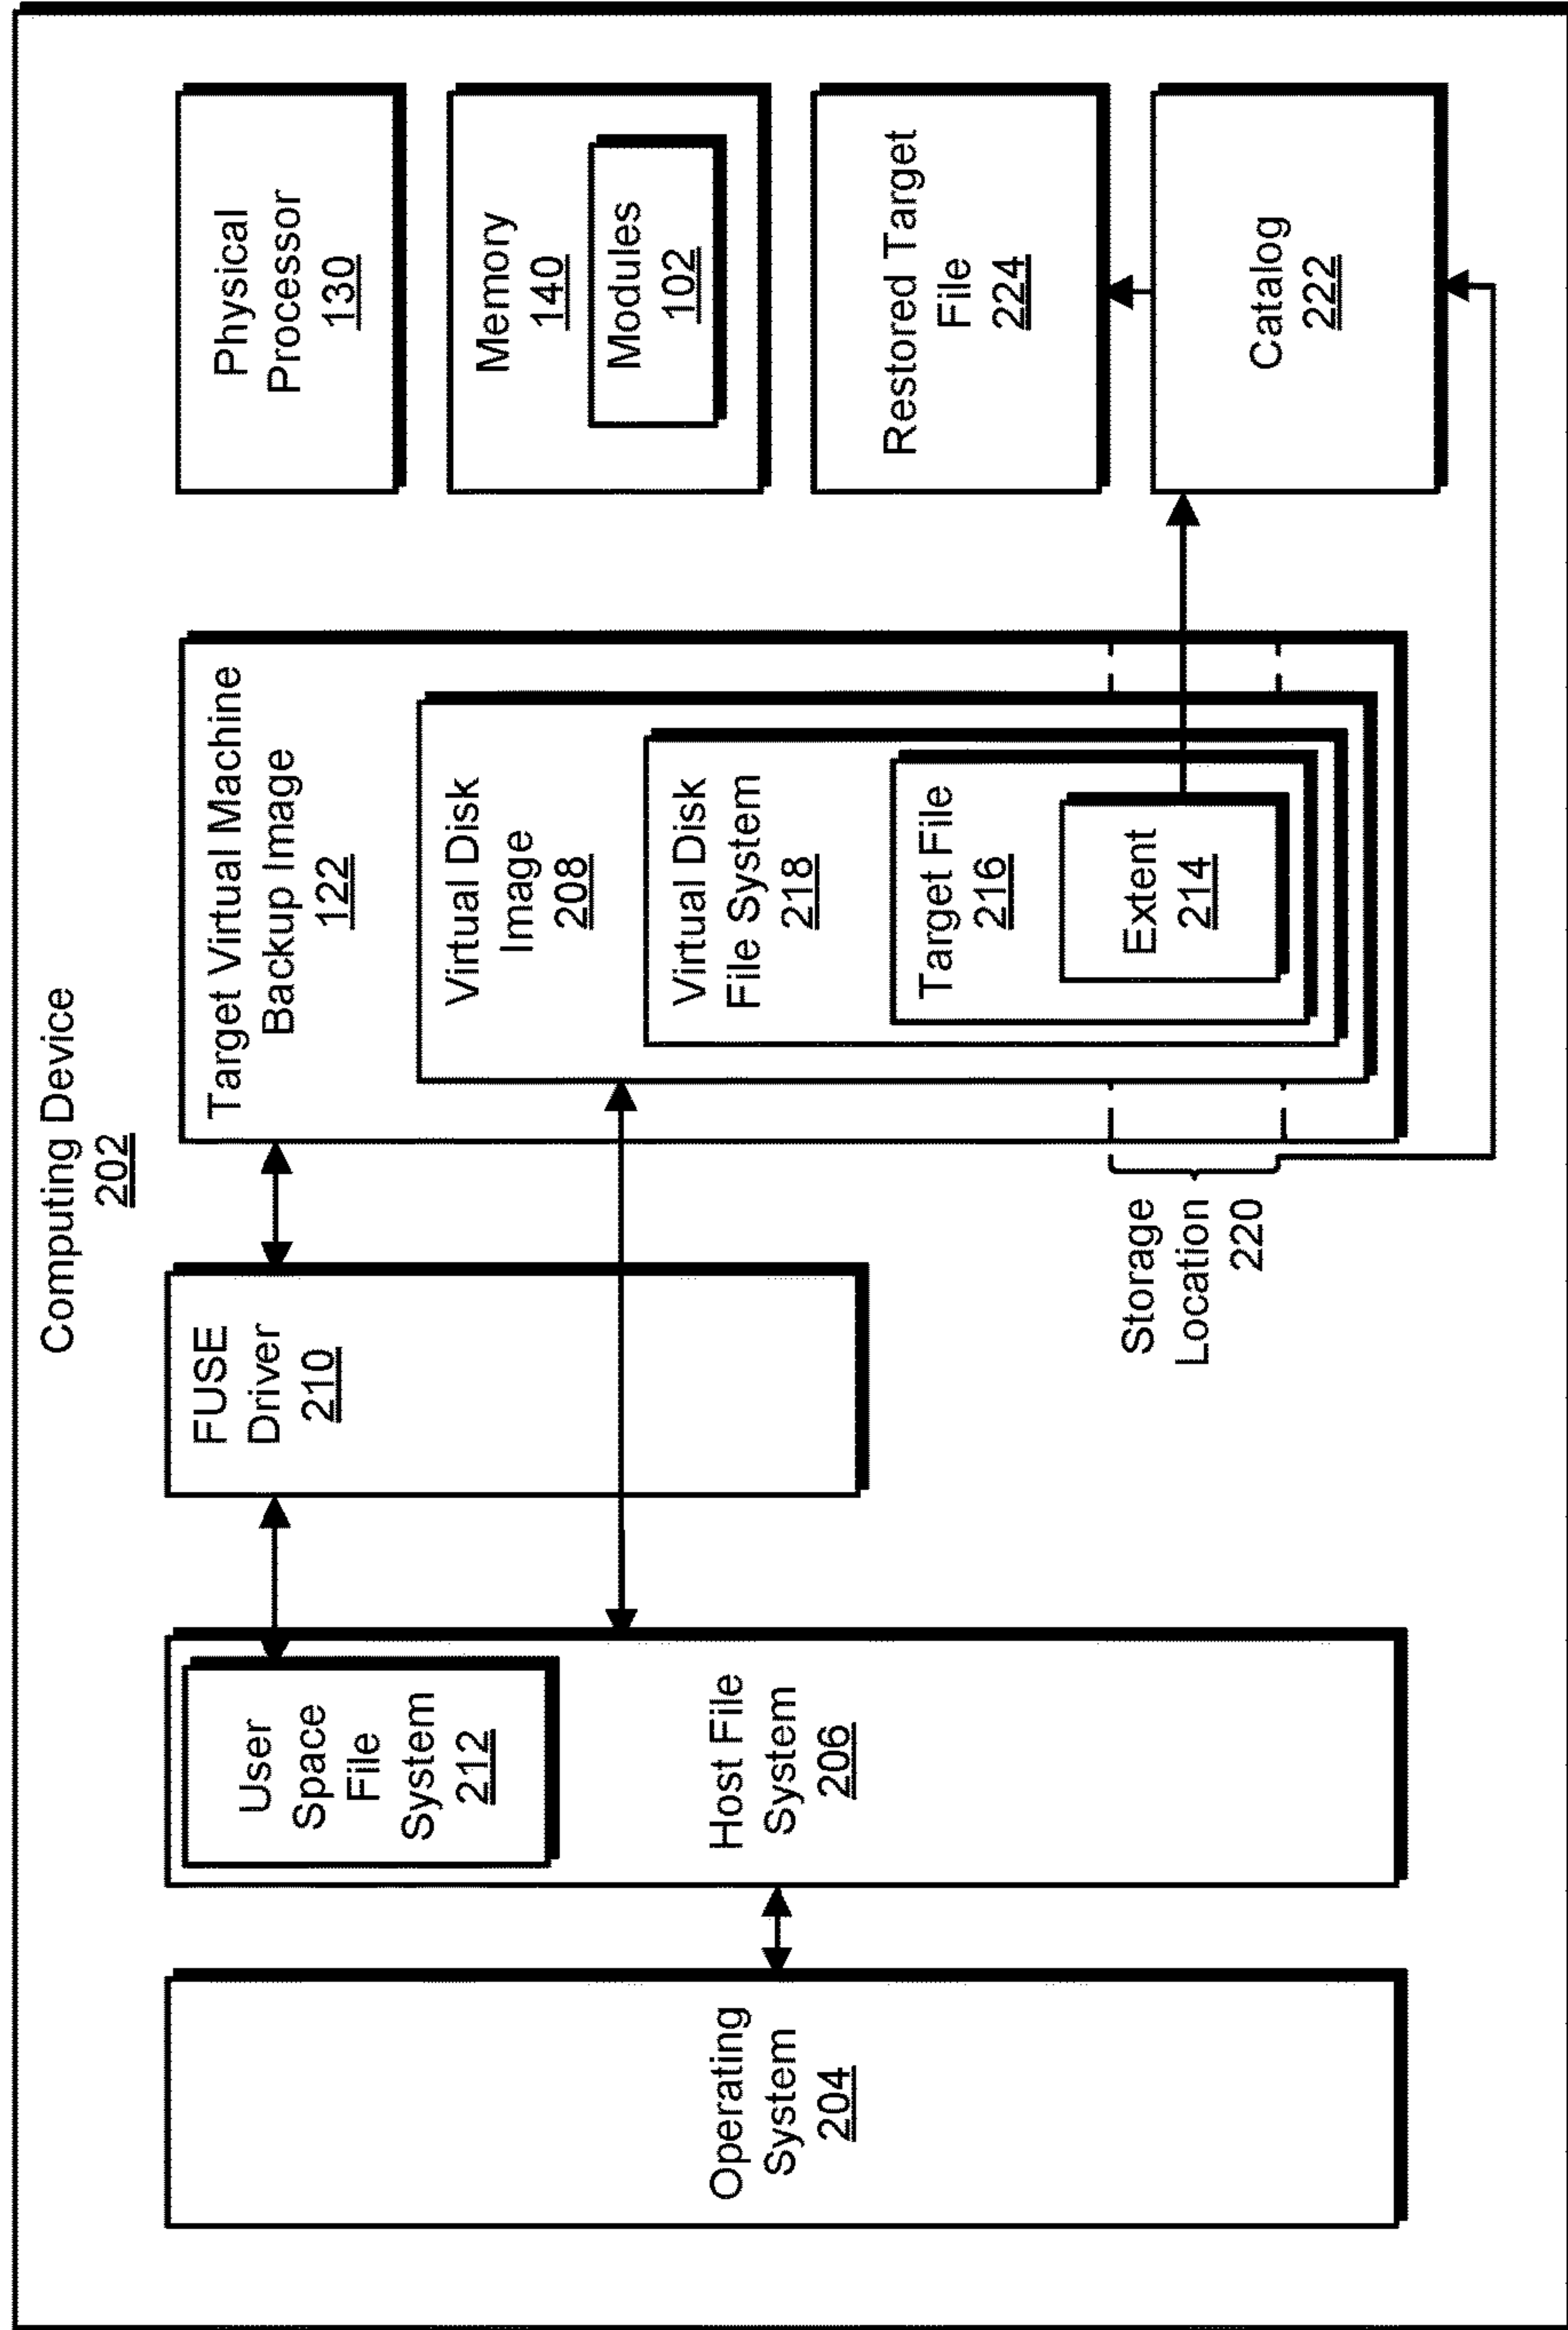 Computing Device
202
Operating
System
204
User
Space
File
System
212
Host File
System
206
FUSE
Driver
210
Target Virtual Machine
Backup Image
122
Virtual Disk
Image
208
Virtual Disk
File System
218
Target File
216
Extent
214
Storage
Location
220
Physical
Processor
130
Memory
140
Modules
102
Restored Target
File
224
Catalog
222